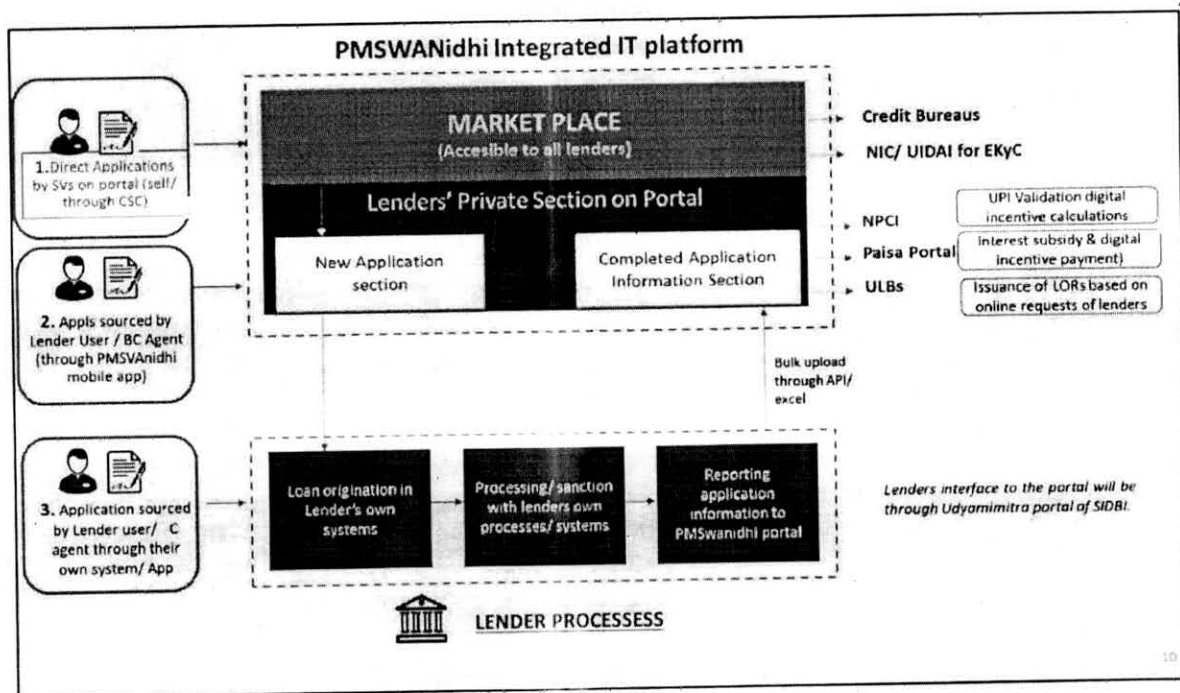 PMSWANidhi Integrated IT platform
1. Direct Applications
by SVs on portal (self/
through CSC)
2. Appls sourced by
Lender User / BC Agent
(through PMSVAnidhi
mobile app)
3. Application sourced
by Lender user/ C
agent through their
own system/ App
MARKET PLACE
(Accesible to all lenders)
Lenders' Private Section on Portal
New Application
section
Completed Application
Information Section
Credit Bureaus
NIC/ UIDAI for EKyC
NPCI
UPI Validation digital
incentive calculations
Paisa Portal
Interest subsidy & digital
incentive payment)
ULBs
Issuance of LORs based on
online requests of lenders
Bulk upload
through API/
excel
Loan origination in
Lender's own
systems
Processing/ sanction
with lenders own
processes/ systems
Reporting
application
information to
PMSwanidhi portal
Lenders interface to the portal will be
through Udyamimitra portal of SIDBI.
LENDER PROCESSESS
10